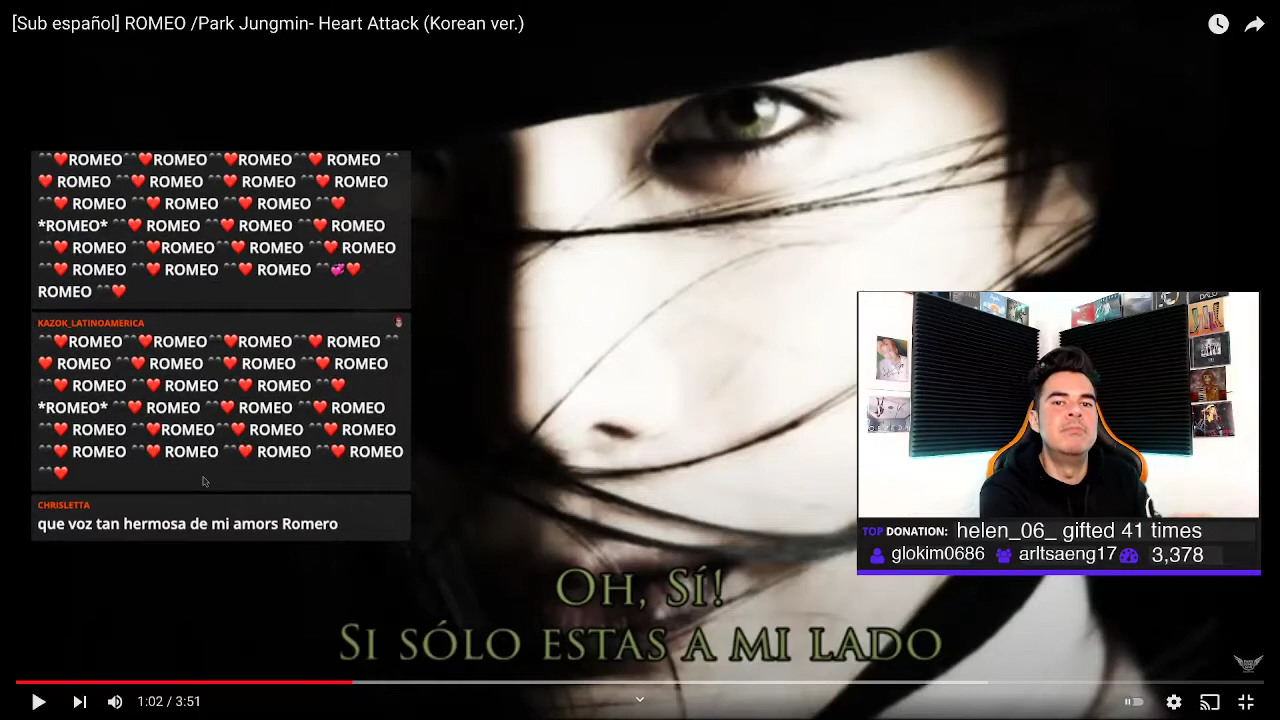 [Sub español] ROMEO /Park Jungmin- Heart Attack (Korean ver.)
❤️ROMEO ❤️ROMEO ❤️ROMEO ❤️ ROMEO
❤️ ROMEO ❤️ ROMEO ❤️ ROMEO ❤️ ROMEO
❤️ ROMEO ❤️ ROMEO ❤️ ROMEO ❤️
*ROMEO* ❤️ ROMEO ❤️ ROMEO ❤️ ROMEO
❤️ ROMEO ❤️ROMEO ❤️ ROMEO ❤️ ROMEO
❤️ ROMEO ❤️ ROMEO ❤️ ROMEO 💞❤️
ROMEO ❤️
KAZOK_LATINOAMERICA
❤️ROMEO ❤️ROMEO ❤️ROMEO ❤️ ROMEO
❤️ ROMEO ❤️ ROMEO ❤️ ROMEO ❤️ ROMEO
❤️ ROMEO ❤️ ROMEO ❤️ ROMEO ❤️
*ROMEO* ❤️ ROMEO ❤️ ROMEO ❤️ ROMEO
❤️ ROMEO ❤️ROMEO ❤️ ROMEO ❤️ ROMEO
❤️ ROMEO ❤️ ROMEO ❤️ ROMEO ❤️ ROMEO
❤️
CHRISLETTA
que voz tan hermosa de mi amors Romero
TOP DONATION: helen_06_ gifted 41 times
glokim0686 arltsaeng17 3,378
OH, SÍ!
SI SÓLO ESTAS A MI LADO
1:02 / 3:51